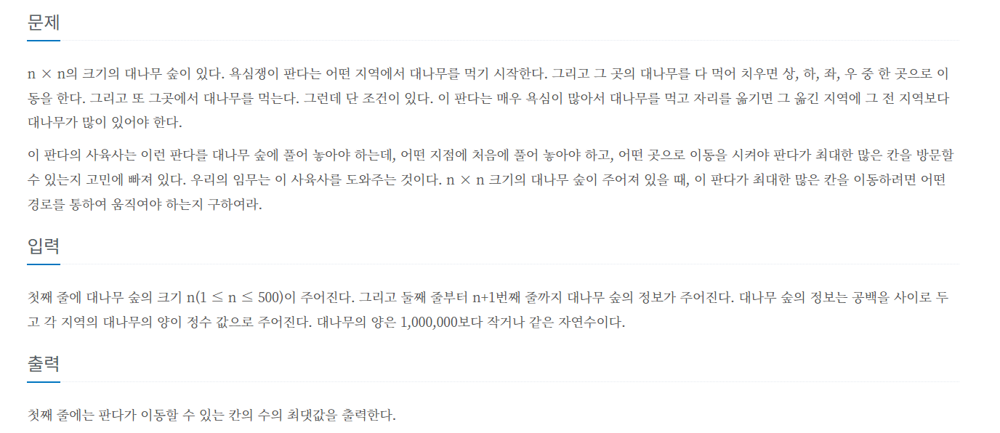 문제
n × n의 크기의 대나무 숲이 있다. 욕심쟁이 판다는 어떤 지역에서 대나무를 먹기 시작한다. 그리고 그 곳의 대나무를 다 먹어 치우면 상, 하, 좌, 우 중 한 곳으로 이
동을 한다. 그리고 또 그곳에서 대나무를 먹는다. 그런데 단 조건이 있다. 이 판다는 매우 욕심이 많아서 대나무를 먹고 자리를 옮기면 그 옮긴 지역에 그 전 지역보다
대나무가 많이 있어야 한다.
이 판다의 사육사는 이런 판다를 대나무 숲에 풀어 놓아야 하는데, 어떤 지점에 처음에 풀어 놓아야 하고, 어떤 곳으로 이동을 시켜야 판다가 최대한 많은 칸을 방문할
수 있는지 고민에 빠져 있다. 우리의 임무는 이 사육사를 도와주는 것이다. n × n 크기의 대나무 숲이 주어져 있을 때, 이 판다가 최대한 많은 칸을 이동하려면 어떤
경로를 통하여 움직여야 하는지 구하여라.
입력
첫째 줄에 대나무 숲의 크기 n(1 ≤ n ≤ 500)이 주어진다. 그리고 둘째 줄부터 n+1번째 줄까지 대나무 숲의 정보가 주어진다. 대나무 숲의 정보는 공백을 사이로 두
고 각 지역의 대나무의 양이 정수 값으로 주어진다. 대나무의 양은 1,000,000보다 작거나 같은 자연수이다.
출력
첫째 줄에는 판다가 이동할 수 있는 칸의 수의 최댓값을 출력한다.